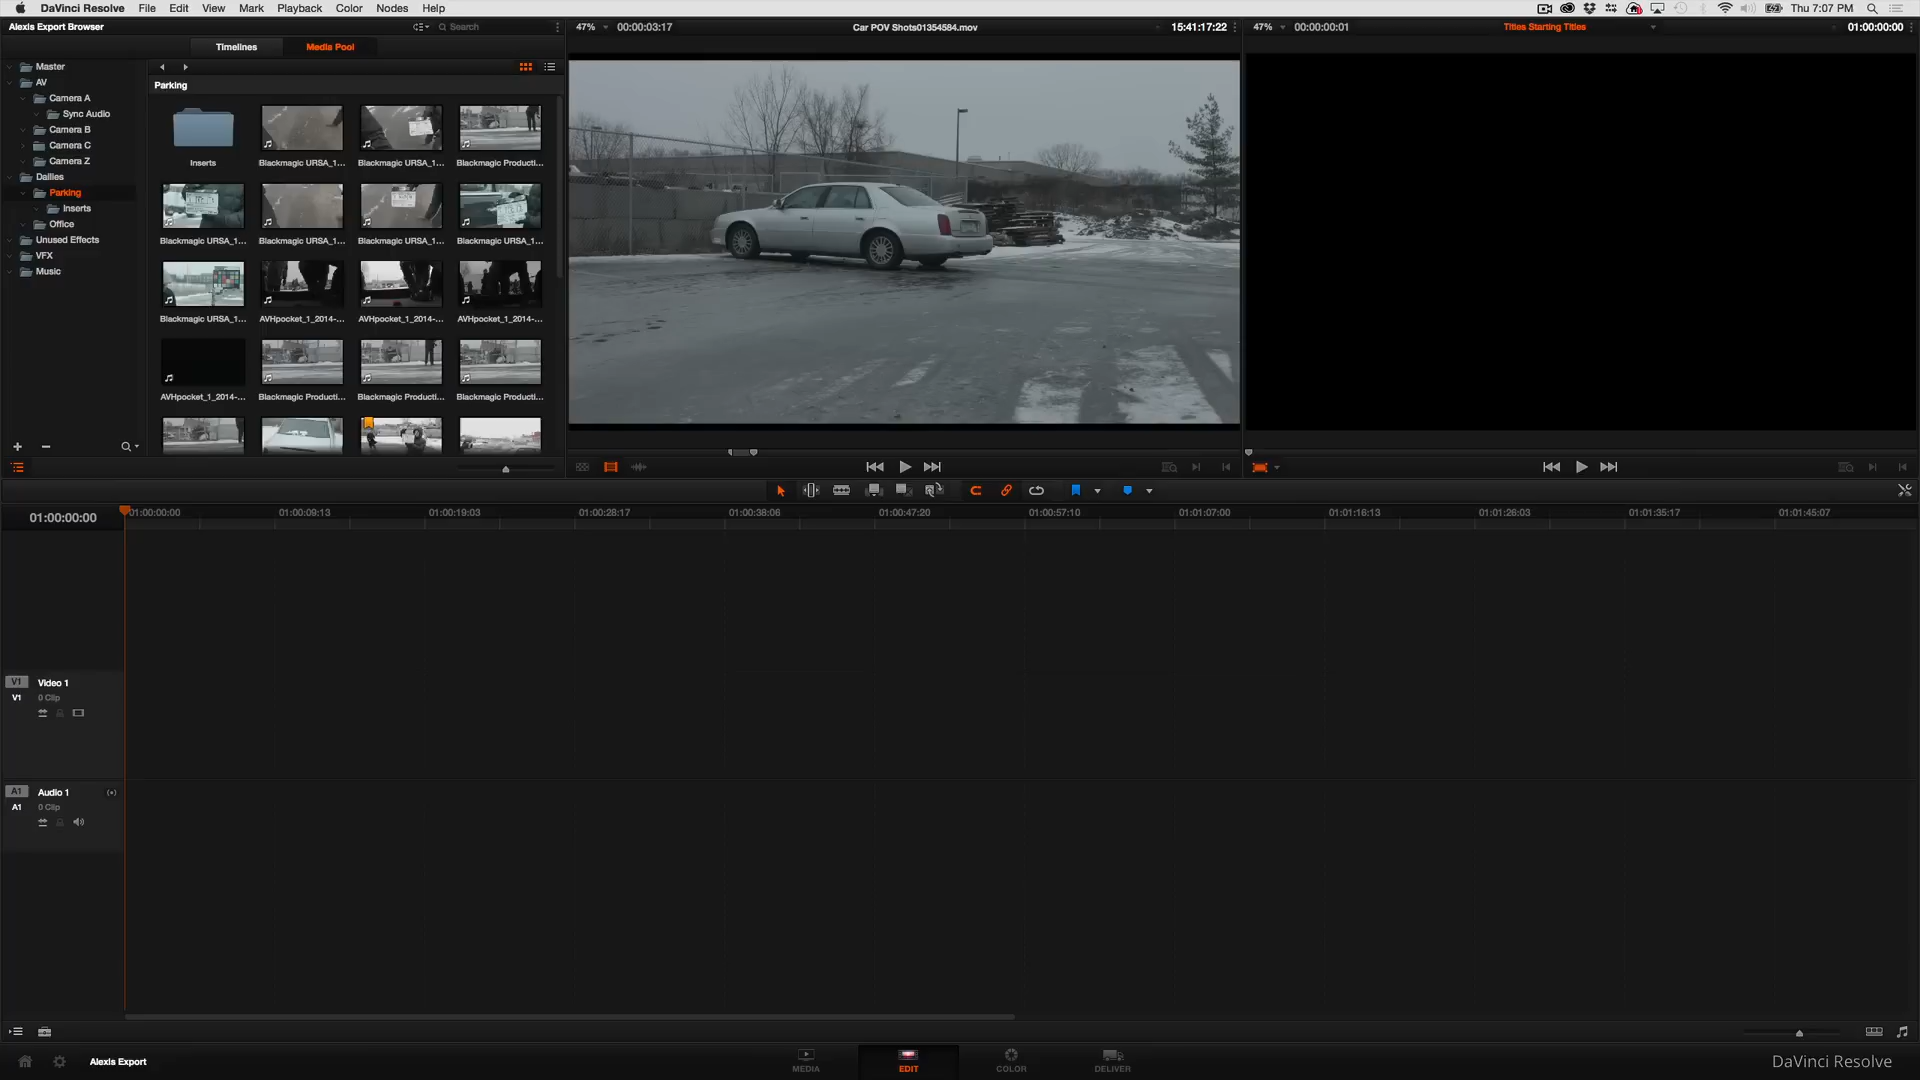 DaVinci Resolve File Edit View Mark Playback Color Nodes Help
Thu 7:07 PM
Alexis Export Browser
Search
Timelines
Media Pool
Master
AV
Camera A
Sync Audio
Camera B
Camera C
Camera Z
Dailies
Parking
Inserts
Office
Unused Effects
VFX
Music
Parking
Inserts
Blackmagic URSA_1...
Blackmagic URSA_1...
Blackmagic Producti...
Blackmagic URSA_1...
Blackmagic URSA_1...
Blackmagic URSA_1...
Blackmagic URSA_1...
Blackmagic URSA_1...
AVHpocket_1_2014-...
AVHpocket_1_2014-...
AVHpocket_1_2014-...
AVHpocket_1_2014-...
Blackmagic Producti...
Blackmagic Producti...
Blackmagic Producti...
47%
00:00:03:17
Car POV Shots01354584.mov
15:41:17:22
47%
00:00:00:01
Titles Starting Titles
01:00:00:00
01:00:00:00
01:00:00:00
01:00:09:13
01:00:19:03
01:00:28:17
01:00:38:06
01:00:47:20
01:00:57:10
01:01:07:00
01:01:16:13
01:01:26:03
01:01:35:17
01:01:45:07
V1
Video 1
V1
0 Clip
A1
Audio 1
A1
0 Clip
Alexis Export
MEDIA
EDIT
COLOR
DELIVER
DaVinci Resolve